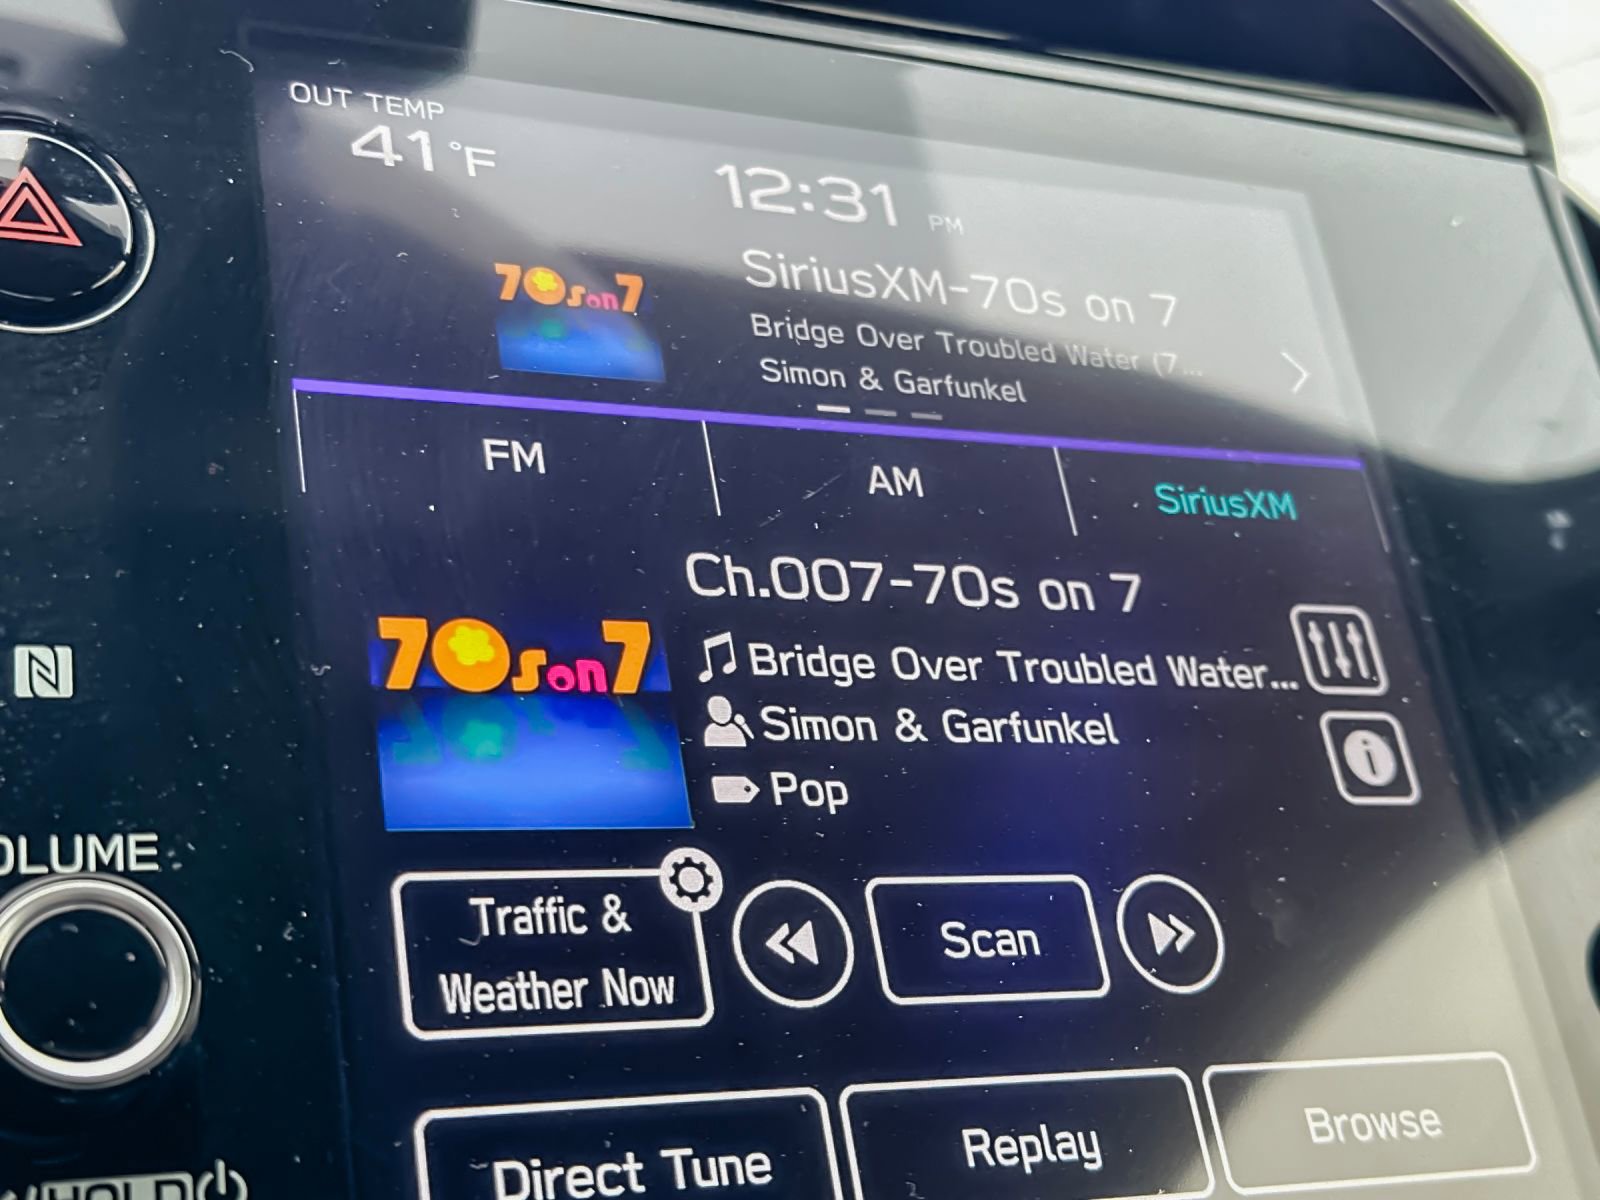 OUT TEMP
41°F
12:31 PM
70s on 7
SiriusXM-70s on 7
Bridge Over Troubled Water (7...
Simon & Garfunkel
FM
AM
SiriusXM
Ch.007-70s on 7
70s on 7
Bridge Over Troubled Water...
Simon & Garfunkel
Pop
Traffic &
Weather Now
Scan
OLUME
Direct Tune
Replay
Browse
HOLD